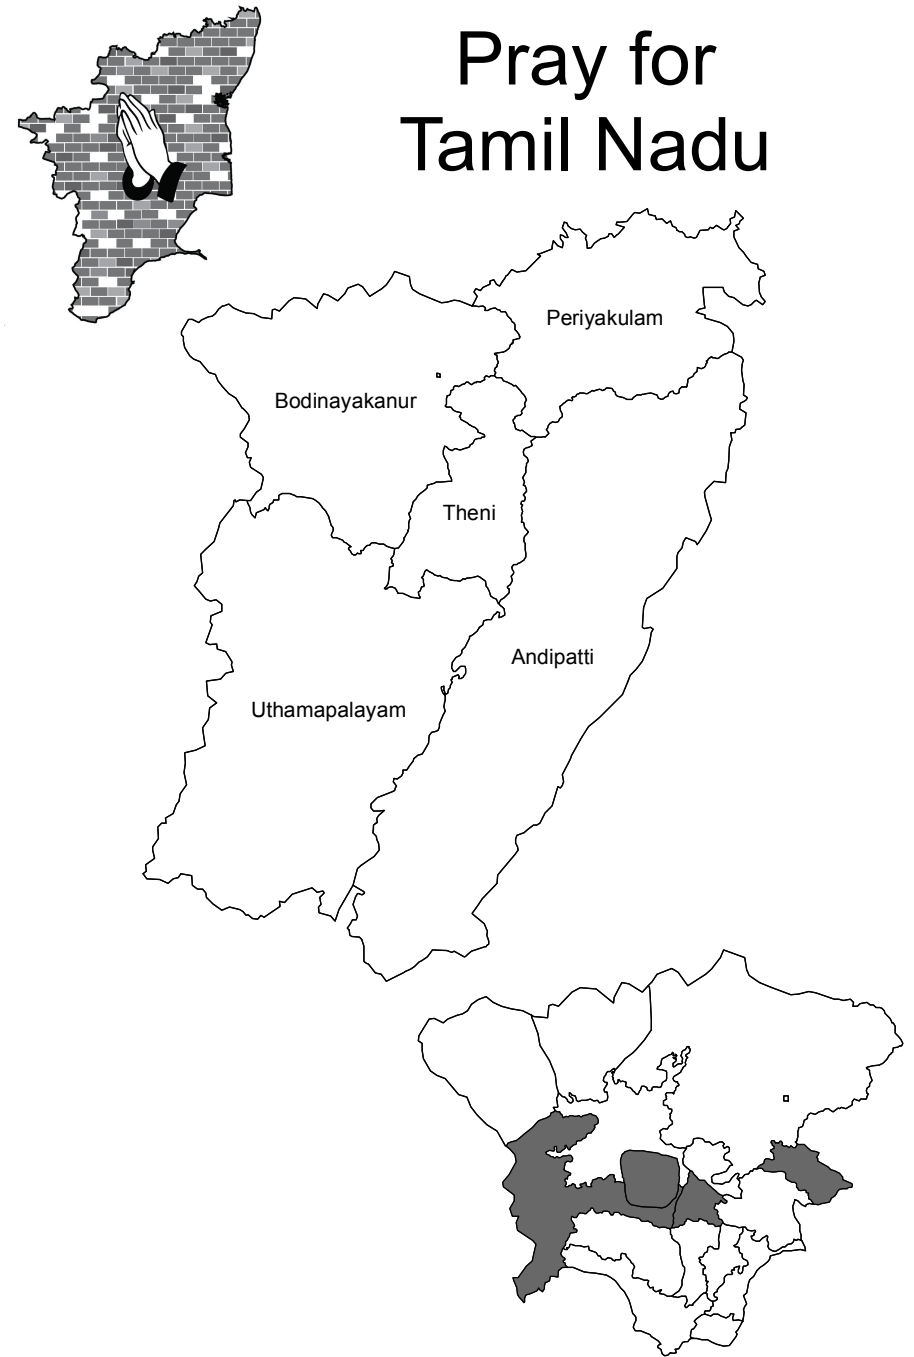 Pray for
Tamil Nadu
Periyakulam
Bodinayakanur
Theni
Andipatti
Uthamapalayam